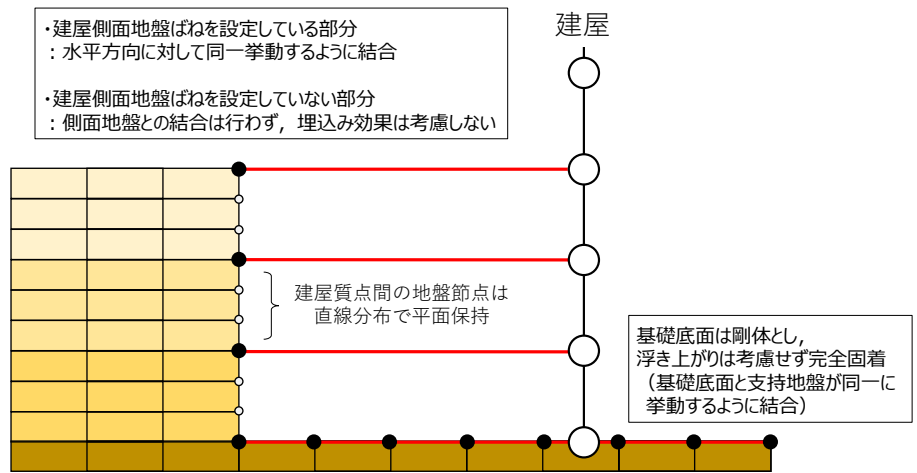 ・建屋側面地盤ばねを設定している部分
：水平方向に対して同一挙動するように結合
・建屋側面地盤ばねを設定していない部分
：側面地盤との結合は行わず，埋込み効果は考慮しない
建屋
建屋質点間の地盤節点は
直線分布で平面保持
基礎底面は剛体とし，
浮き上がりは考慮せず完全固着
（基礎底面と支持地盤が同一に
挙動するように結合）